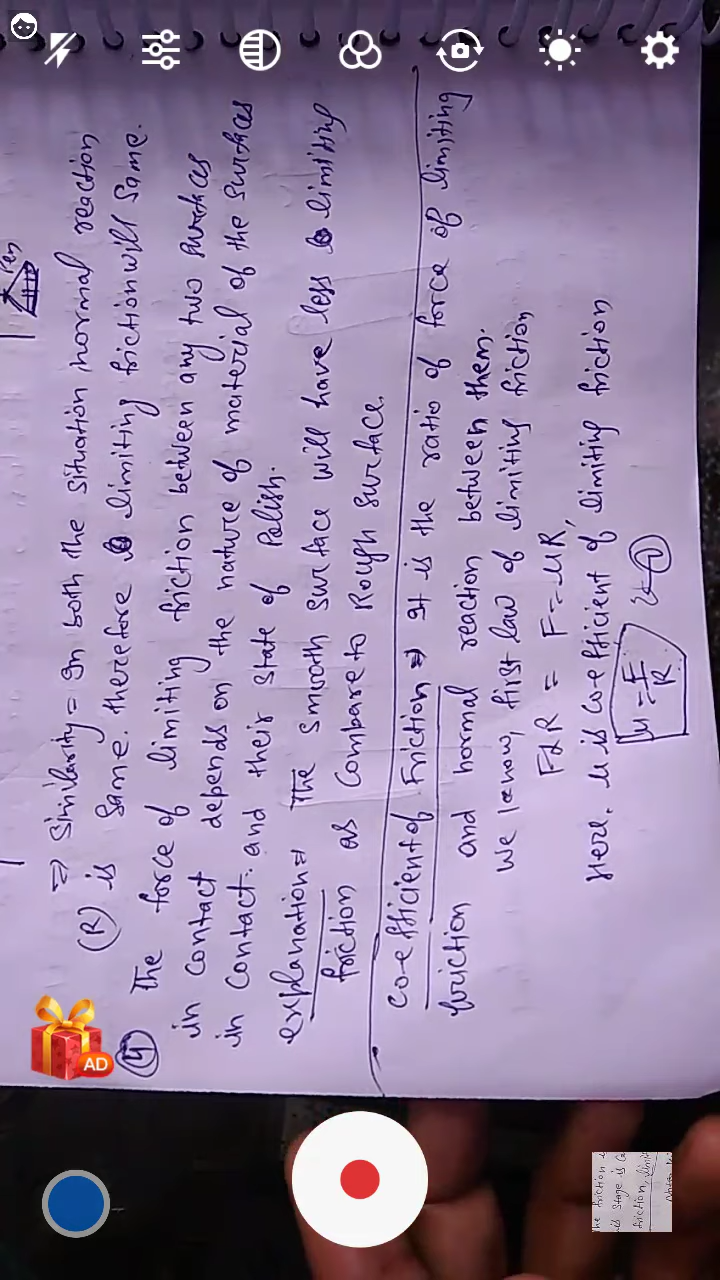 Pen
⇒ Similarity = In both the situation normal reaction
(R) is same. therefore limiting friction will same.
(4) The force of limiting friction between any two surfaces
in contact depends on the nature of material of the surfaces
in contact. and their state of Polish.
explanation ⇒ The smooth surface will have less limiting
friction as compare to Rough surface.
co-efficient of Friction ⇒ It is the ratio of force of limiting
friction and normal reaction between them.
we know, first law of limiting friction
F∝R = F = μR,
Here. μ is co-efficient of limiting friction
μ = F/R ①
AD